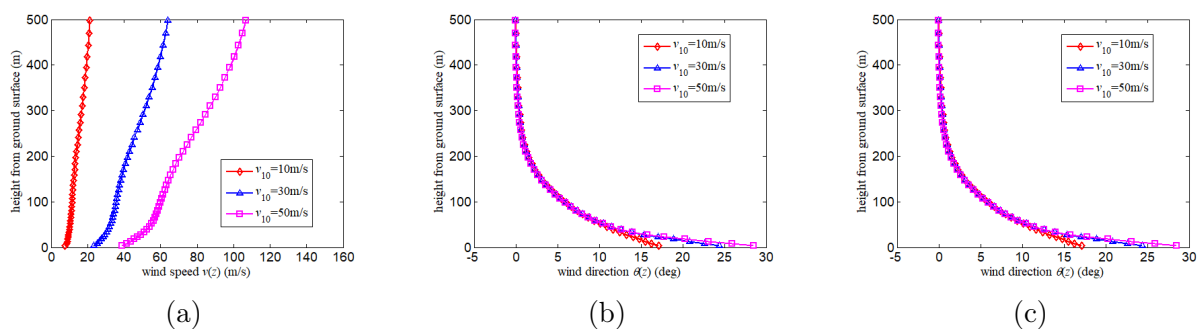 500
400
300
200
100
0
height from ground surface (m)
v10=10m/s
v10=30m/s
v10=50m/s
0 20 40 60 80 100 120 140 160
wind speed v(z) (m/s)
(a)
500
400
300
200
100
0
height from ground surface (m)
v10=10m/s
v10=30m/s
v10=50m/s
-5 0 5 10 15 20 25 30
wind direction θ(z) (deg)
(b)
500
400
300
200
100
0
height from ground surface (m)
v10=10m/s
v10=30m/s
v10=50m/s
-5 0 5 10 15 20 25 30
wind direction θ(z) (deg)
(c)